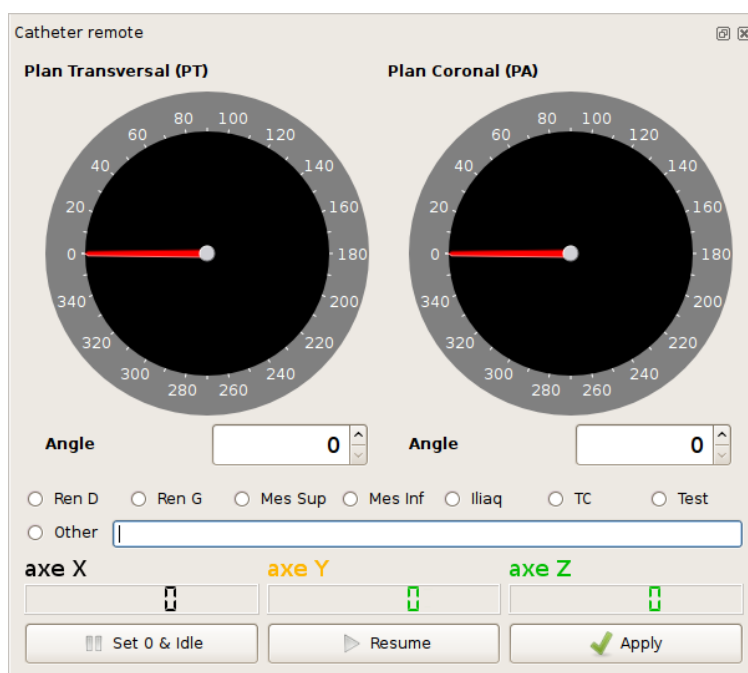 Catheter remote
Plan Transversal (PT) Plan Coronal (PA)
0 20 40 60 80 100 120 140 160 180 200 220 240 260 280 300 320 340
0 20 40 60 80 100 120 140 160 180 200 220 240 260 280 300 320 340
Angle 0 Angle 0
Ren D Ren G Mes Sup Mes Inf Iliaq TC Test
Other
axe X axe Y axe Z
0 0 0
Set 0 & Idle Resume Apply